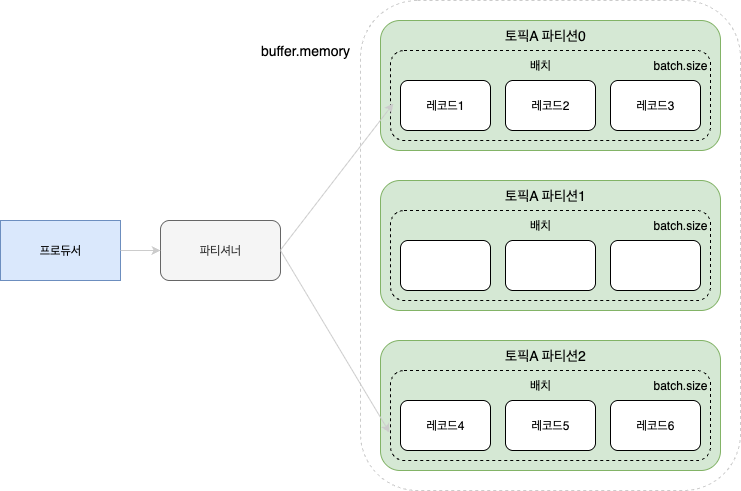 buffer.memory
토픽A 파티션0
배치
batch.size
레코드1
레코드2
레코드3
토픽A 파티션1
배치
batch.size
프로듀서
파티셔너
토픽A 파티션2
배치
batch.size
레코드4
레코드5
레코드6